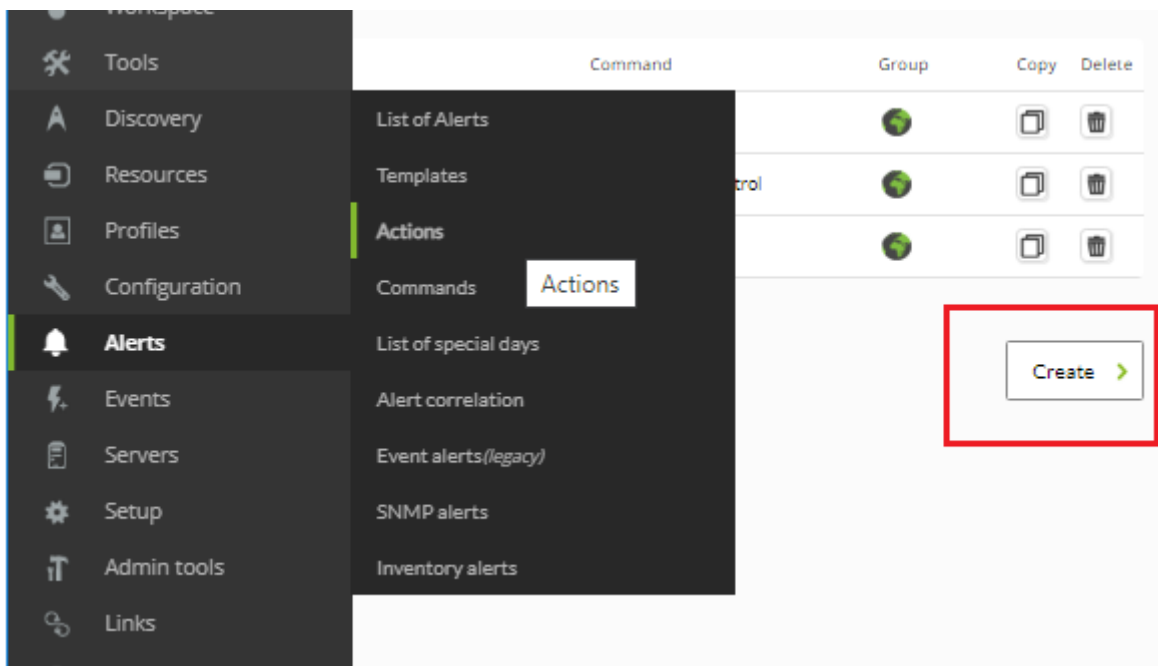 Workspace
Tools
Command Group Copy Delete
Discovery
List of Alerts
Resources
Templates
trol
Profiles
Actions
Configuration
Commands
Actions
Alerts
List of special days
Create
Events
Alert correlation
Servers
Event alerts(legacy)
Setup
SNMP alerts
Admin tools
Inventory alerts
Links